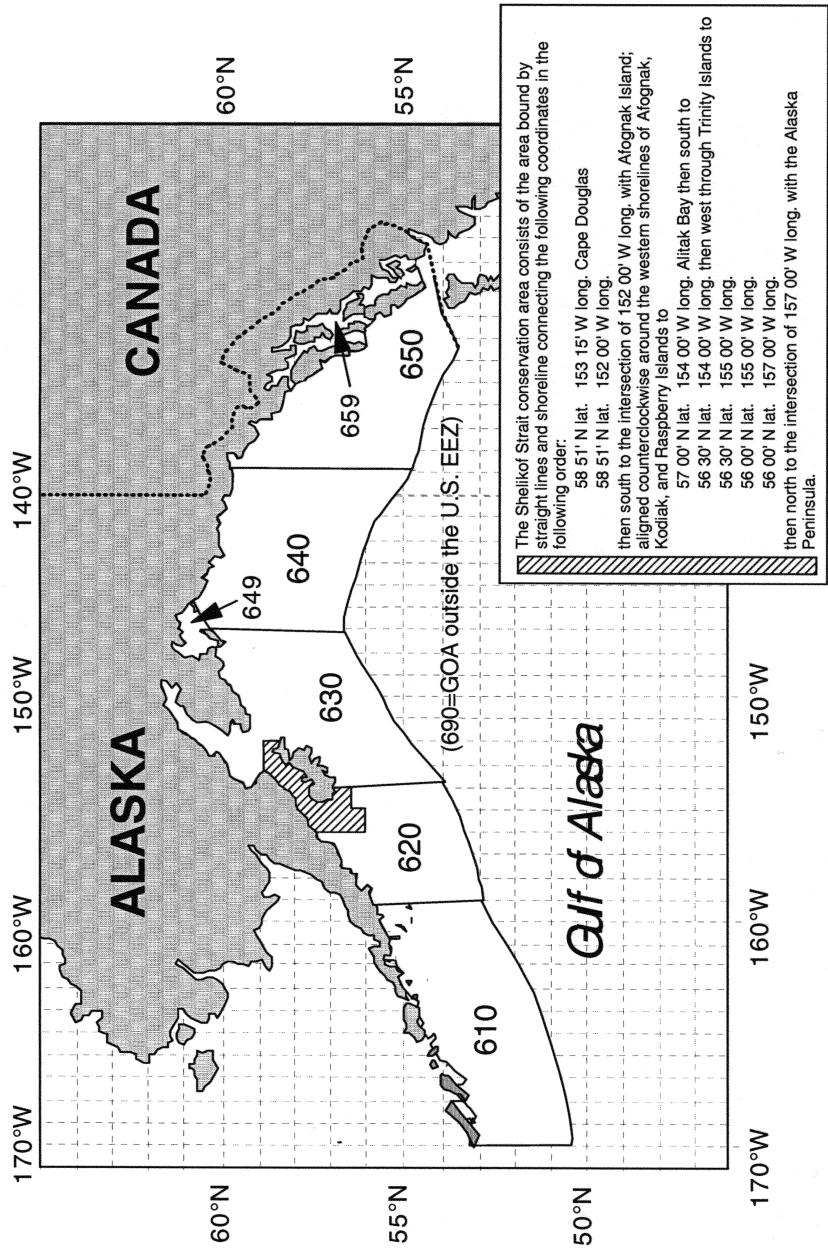 170°W
160°W
150°W
140°W
ALASKA
CANADA
60°N
60°N
55°N
55°N
50°N
649
659
610
620
630
640
650
(690=GOA outside the U.S. EEZ)
Gulf of Alaska
170°W
160°W
150°W
The Shelikof Strait conservation area consists of the area bound by
straight lines and shoreline connecting the following coordinates in the
following order:
58 51' N lat. 153 15' W long. Cape Douglas
58 51' N lat. 152 00' W long.
then south to the intersection of 152 00' W long. with Afognak Island;
aligned counterclockwise around the western shorelines of Afognak,
Kodiak, and Raspberry Islands to
57 00' N lat. 154 00' W long. Alitak Bay then south to
56 30' N lat. 154 00' W long. then west through Trinity Islands to
56 30' N lat. 155 00' W long.
56 00' N lat. 155 00' W long.
56 00' N lat. 157 00' W long.
then north to the intersection of 157 00' W long. with the Alaska
Peninsula.